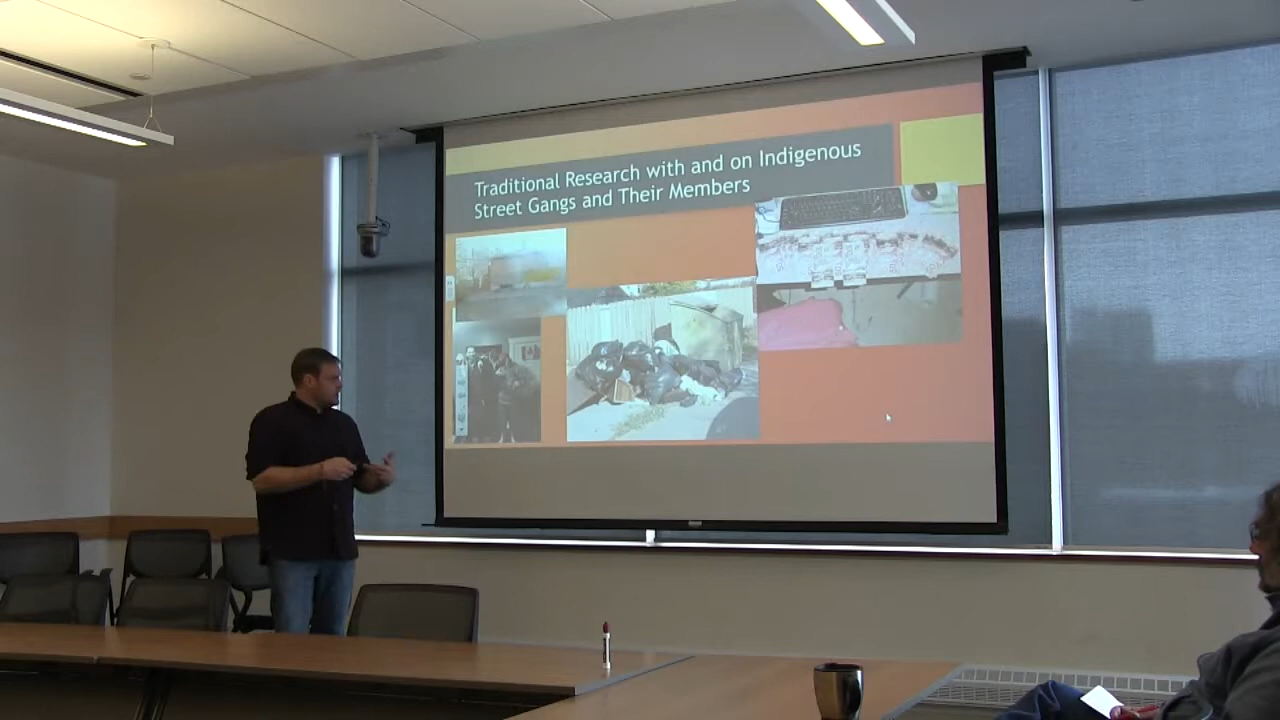 Traditional Research with and on Indigenous
Street Gangs and Their Members